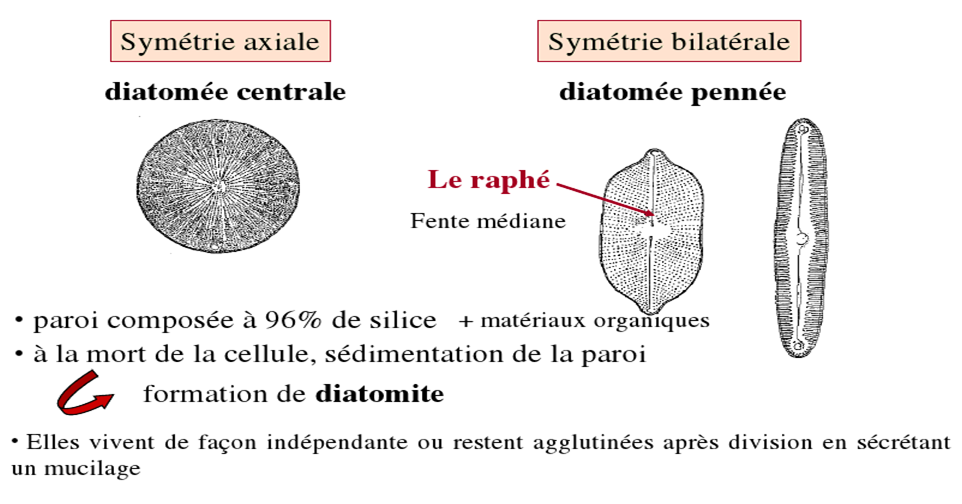 Symétrie axiale
Symétrie bilatérale
diatomée centrale
diatomée pennée
Le raphé
Fente médiane
• paroi composée à 96% de silice + matériaux organiques
• à la mort de la cellule, sédimentation de la paroi
formation de diatomite
• Elles vivent de façon indépendante ou restent agglutinées après division en sécrétant
un mucilage